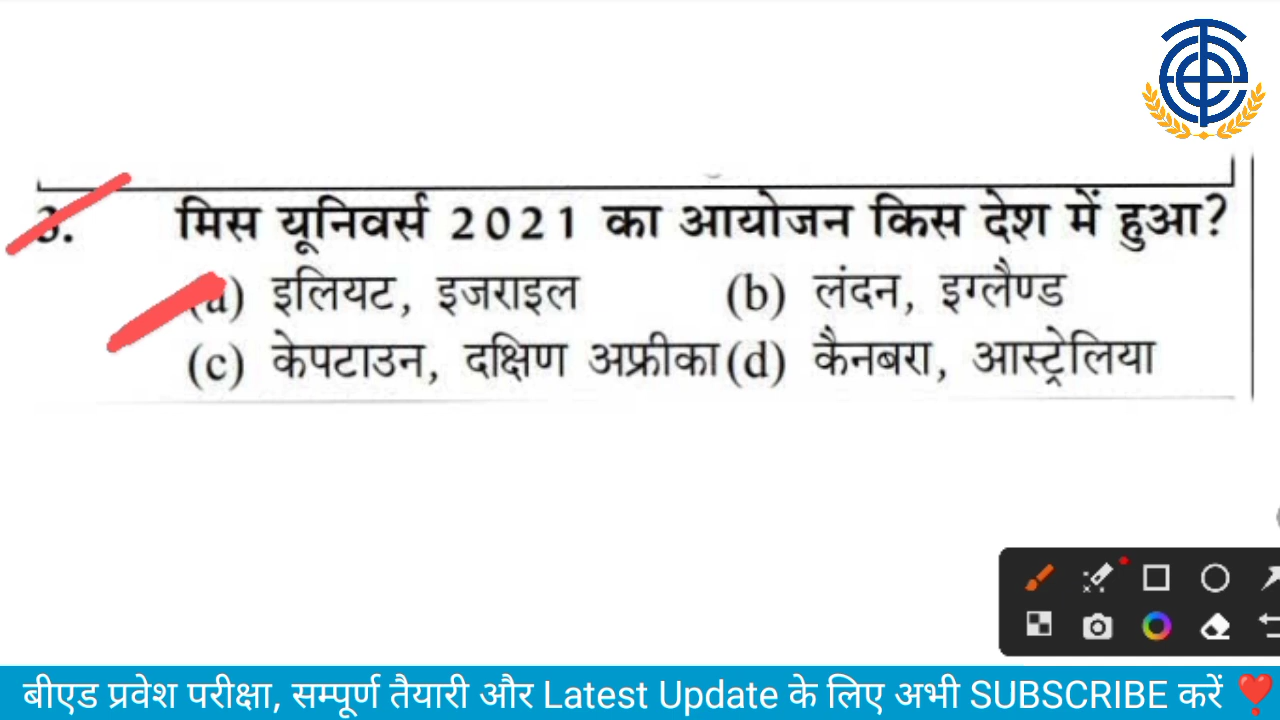 3. मिस यूनिवर्स 2021 का आयोजन किस देश में हुआ?
(a) इलियट, इजराइल (b) लंदन, इग्लैण्ड
(c) केपटाउन, दक्षिण अफ्रीका (d) कैनबरा, आस्ट्रेलिया
बीएड प्रवेश परीक्षा, सम्पूर्ण तैयारी और Latest Update के लिए अभी SUBSCRIBE करें ❣️